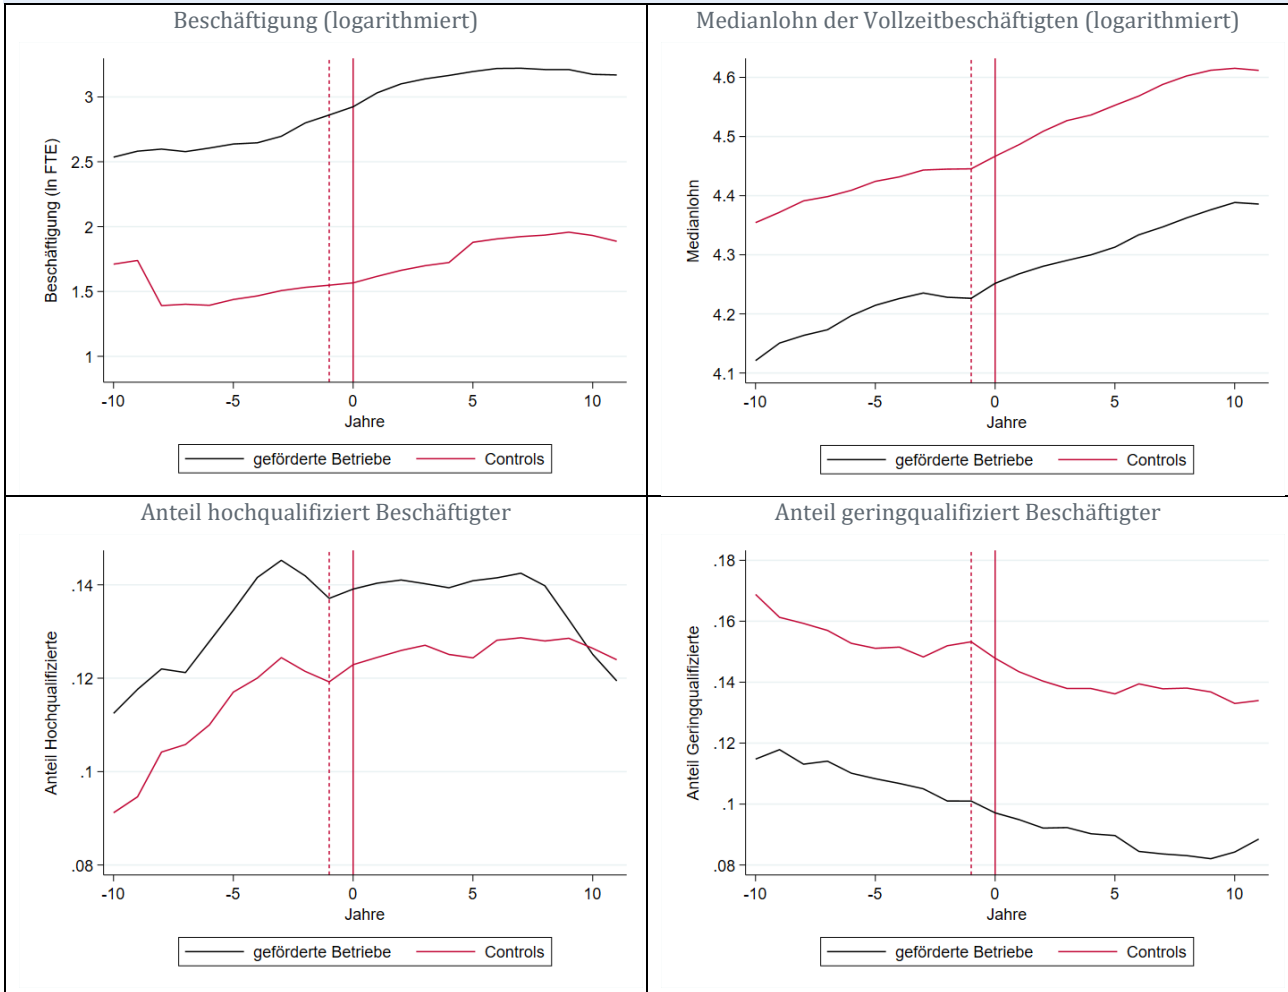 Beschäftigung (logarithmiert)
Beschäftigung (ln FTE)
3
2.5
2
1.5
1
-10 -5 0 5 10
Jahre
geförderte Betriebe Controls
Medianlohn der Vollzeitbeschäftigten (logarithmiert)
Medianlohn
4.6
4.5
4.4
4.3
4.2
4.1
-10 -5 0 5 10
Jahre
geförderte Betriebe Controls
Anteil hochqualifiziert Beschäftigter
Anteil Hochqualifizierte
.14
.12
.1
.08
-10 -5 0 5 10
Jahre
geförderte Betriebe Controls
Anteil geringqualifiziert Beschäftigter
Anteil Geringqualifizierte
.18
.16
.14
.12
.1
.08
-10 -5 0 5 10
Jahre
geförderte Betriebe Controls